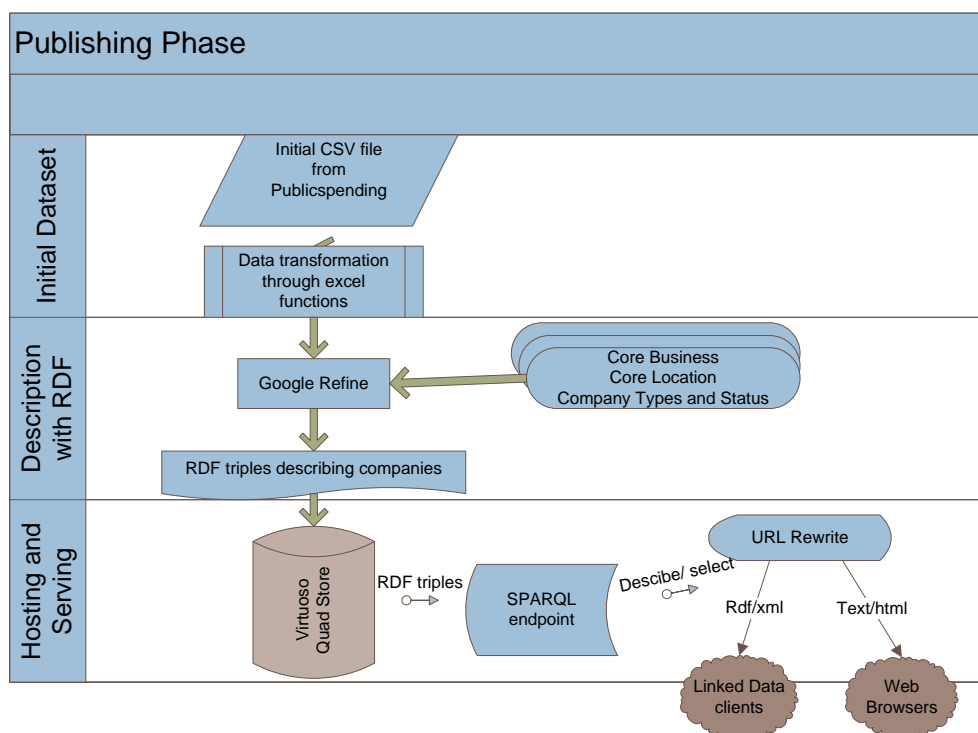 Publishing Phase
Initial Dataset
Initial CSV file
from
Publicspending
Data transformation
through excel
functions
Description
with RDF
Google Refine
Core Business
Core Location
Company Types and Status
RDF triples describing companies
Hosting and
Serving
Virtuoso
Quad Store
RDF triples
SPARQL
endpoint
Descibe/ select
URL Rewrite
Rdf/xml
Text/html
Linked Data
clients
Web
Browsers